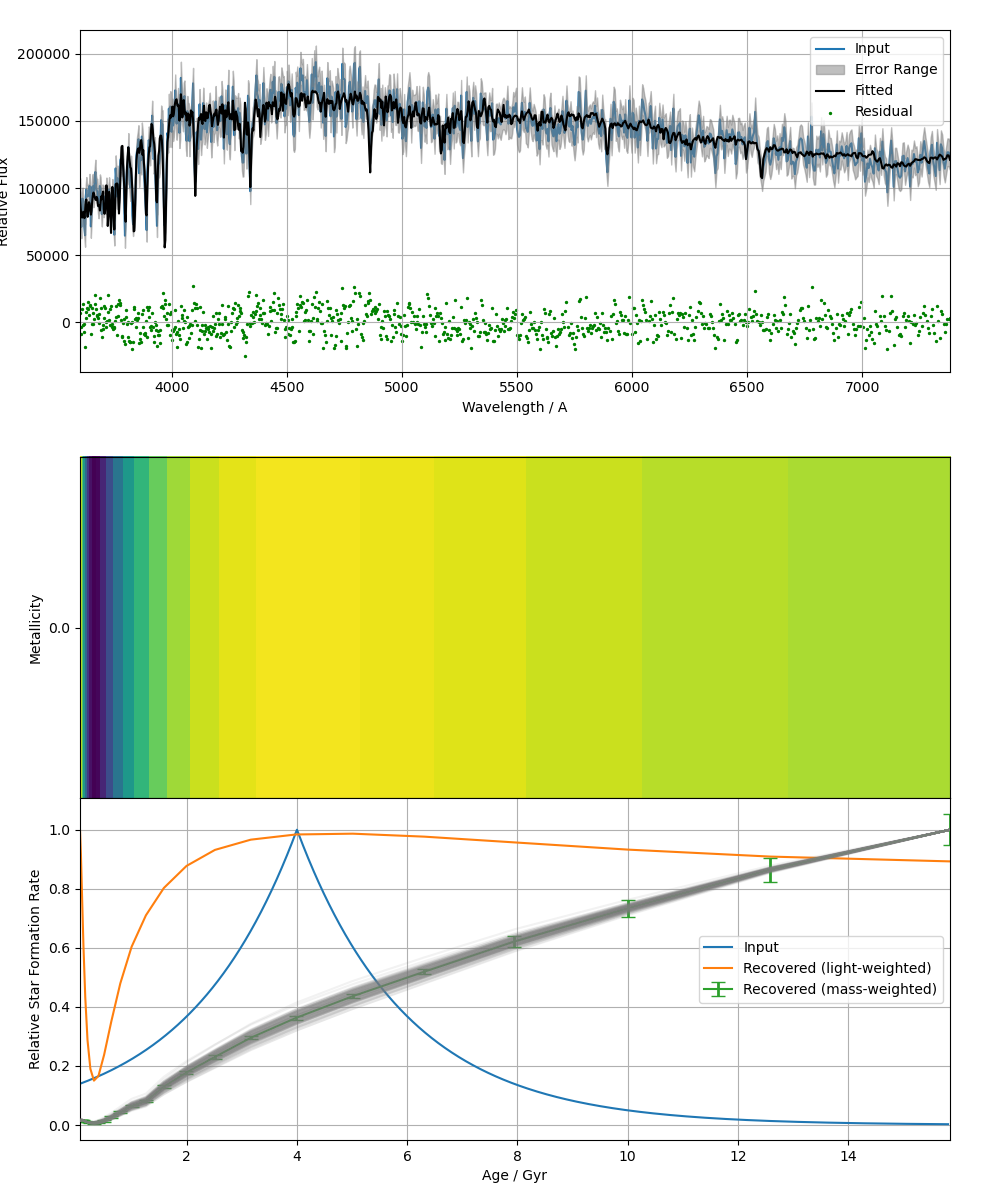 200000
150000
100000
50000
0
Relative Flux
Input
Error Range
Fitted
Residual
4000 4500 5000 5500 6000 6500 7000
Wavelength / A
0.0
Metallicity
1.0
0.8
0.6
0.4
0.2
0.0
Relative Star Formation Rate
Input
Recovered (light-weighted)
Recovered (mass-weighted)
2 4 6 8 10 12 14
Age / Gyr